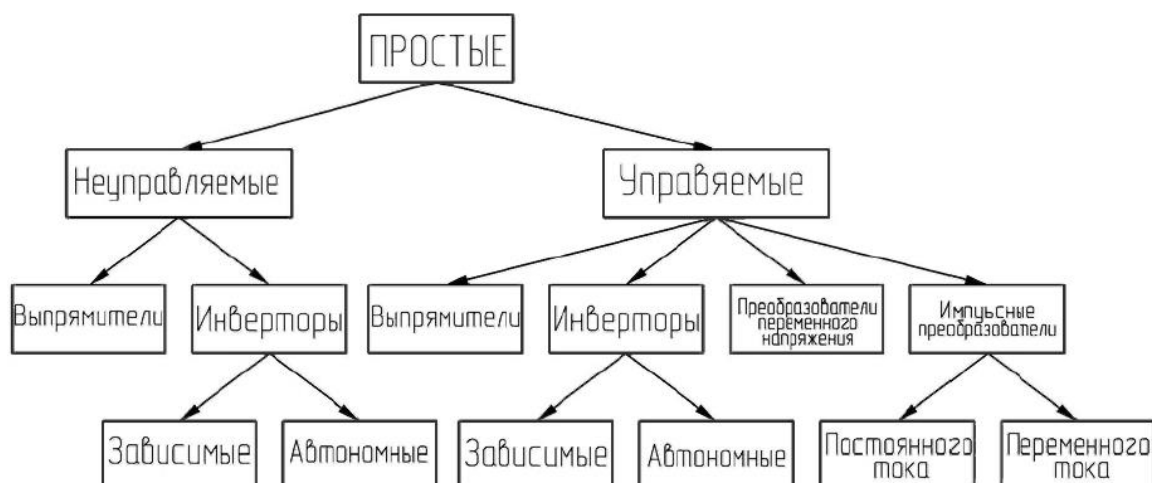 ПРОСТЫЕ
Неуправляемые
Управяемые
Выпрямители
Инверторы
Выпрямители
Инверторы
Преобразователи
переменного
напряжения
Импуьсные
преобразователи
Зависимые
Автономные
Зависимые
Автономные
Постоянного
тока
Переменного
тока